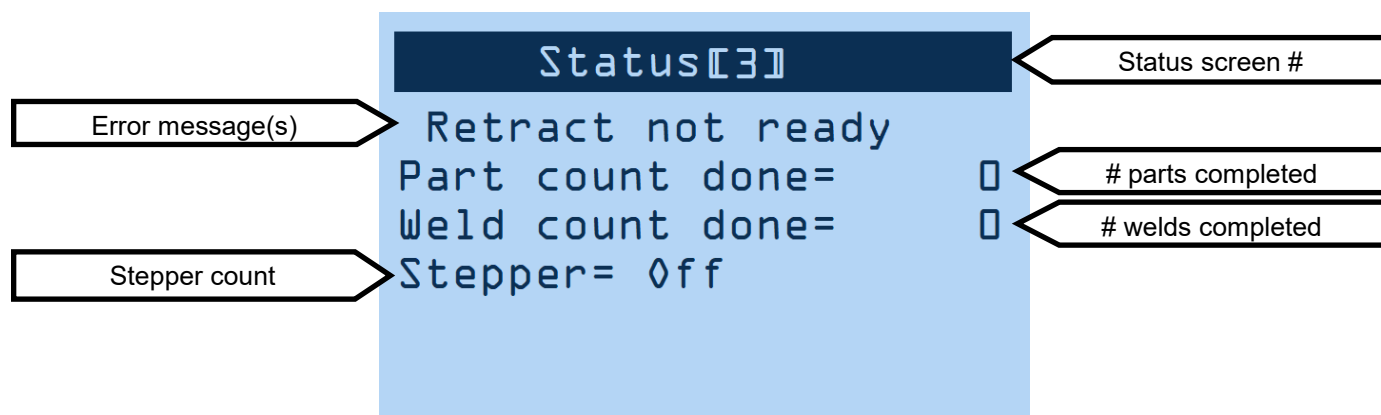 Status[3]
Status screen #
Error message(s)
Retract not ready
Part count done= 0
# parts completed
Weld count done= 0
# welds completed
Stepper count
Stepper= Off